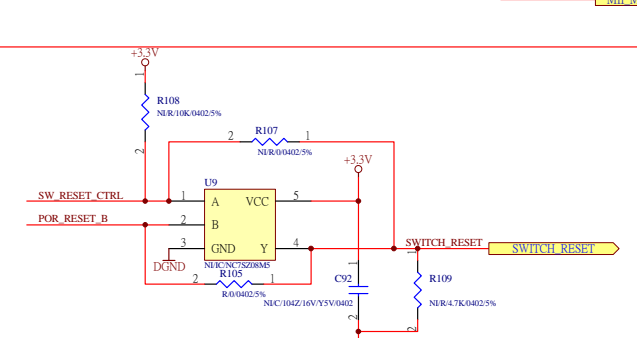 +3.3V
1
R108
NI/R/10K/0402/5%
2
R107
2
1
NI/R/0/0402/5%
+3.3V
U9
SW_RESET_CTRL
1
A
VCC
5
POR_RESET_B
2
B
3
GND
Y
4
SWITCH_RESET
SWITCH_RESET
DGND
NI/IC/NC7SZ08M5
R105
2
1
R/0/0402/5%
1
C92
NI/C/104Z/16V/Y5V/0402
2
1
R109
NI/R/4.7K/0402/5%
2